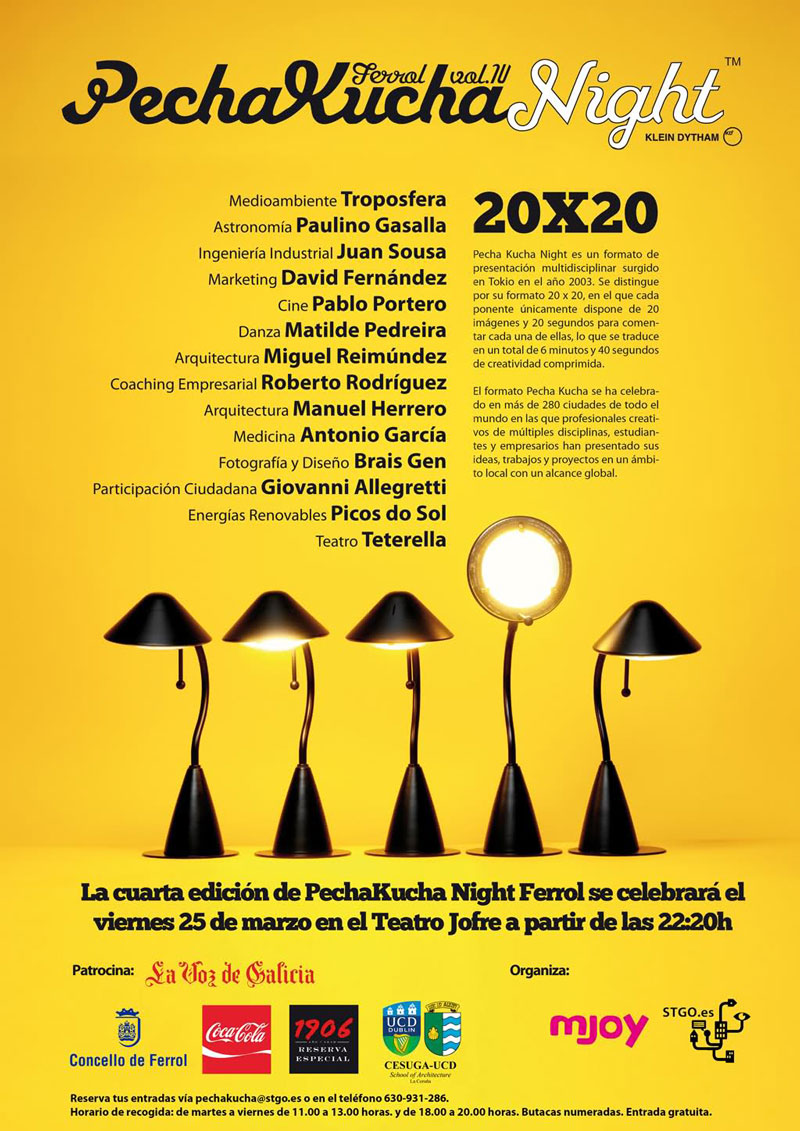 Ferrol vol.IV
PechaKucha Night TM
KLEIN DYTHAM
Medioambiente Troposfera
Astronomía Paulino Gasalla
Ingeniería Industrial Juan Sousa
Marketing David Fernández
Cine Pablo Portero
Danza Matilde Pedreira
Arquitectura Miguel Reimúndez
Coaching Empresarial Roberto Rodríguez
Arquitectura Manuel Herrero
Medicina Antonio García
Fotografía y Diseño Brais Gen
Participación Ciudadana Giovanni Allegretti
Energías Renovables Picos do Sol
Teatro Teterella
20X20
Pecha Kucha Night es un formato de
presentación multidisciplinar surgido
en Tokio en el año 2003. Se distingue
por su formato 20 x 20, en el que cada
ponente únicamente dispone de 20
imágenes y 20 segundos para comen-
tar cada una de ellas, lo que se traduce
en un total de 6 minutos y 40 segundos
de creatividad comprimida.
El formato Pecha Kucha se ha celebra-
do en más de 280 ciudades de todo el
mundo en las que profesionales creati-
vos de múltiples disciplinas, estudian-
tes y empresarios han presentado sus
ideas, trabajos y proyectos en un ámbi-
to local con un alcance global.
La cuarta edición de PechaKucha Night Ferrol se celebrará el
viernes 25 de marzo en el Teatro Jofre a partir de las 22:20h
Patrocina: La Voz de Galicia
Organiza:
Concello de Ferrol
Coca-Cola
1906
RESERVA
ESPECIAL
UCD
DUBLIN
CESUGA-UCD
School of Architecture
La Coruña
mjoy
STGO.es
Reserva tus entradas vía pechakucha@stgo.es o en el teléfono 630-931-286.
Horario de recogida: de martes a viernes de 11.00 a 13.00 horas. y de 18.00 a 20.00 horas. Butacas numeradas. Entrada gratuita.